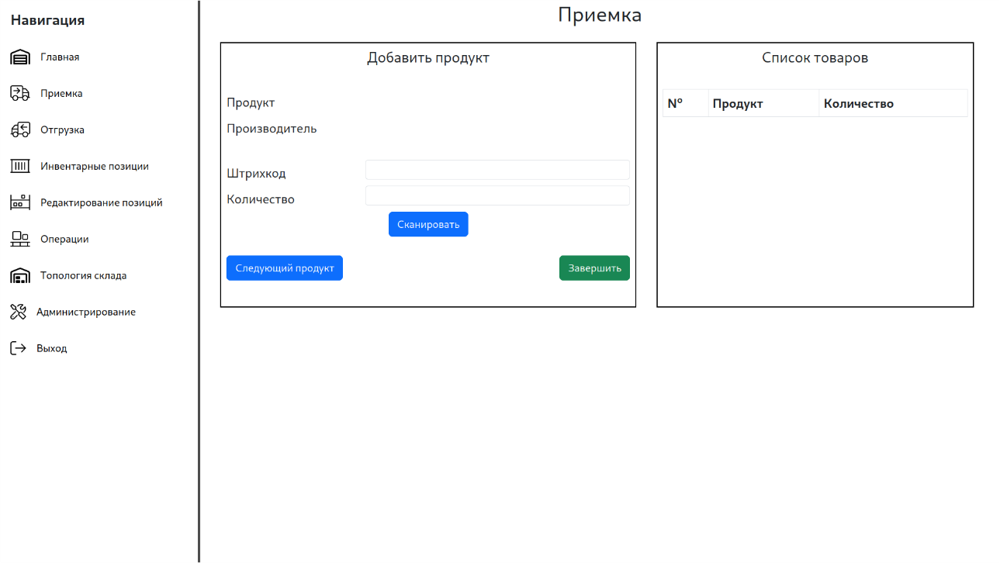 Навигация
Главная
Приемка
Отгрузка
Инвентарные позиции
Редактирование позиций
Операции
Топология склада
Администрирование
Выход
Приемка
Добавить продукт
Продукт
Производитель
Штрихкод
Количество
Сканировать
Следующий продукт
Завершить
Список товаров
Nº Продукт Количество